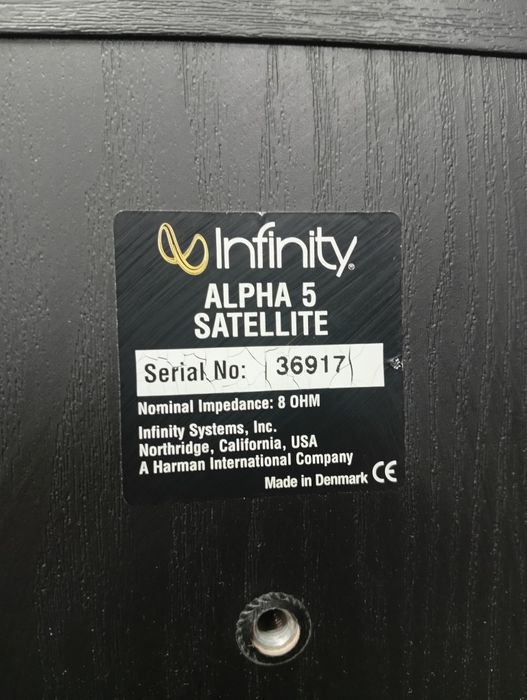 Infinity®
ALPHA 5
SATELLITE
Serial No: 36917
Nominal Impedance: 8 OHM
Infinity Systems, Inc.
Northridge, California, USA
A Harman International Company
Made in Denmark CE